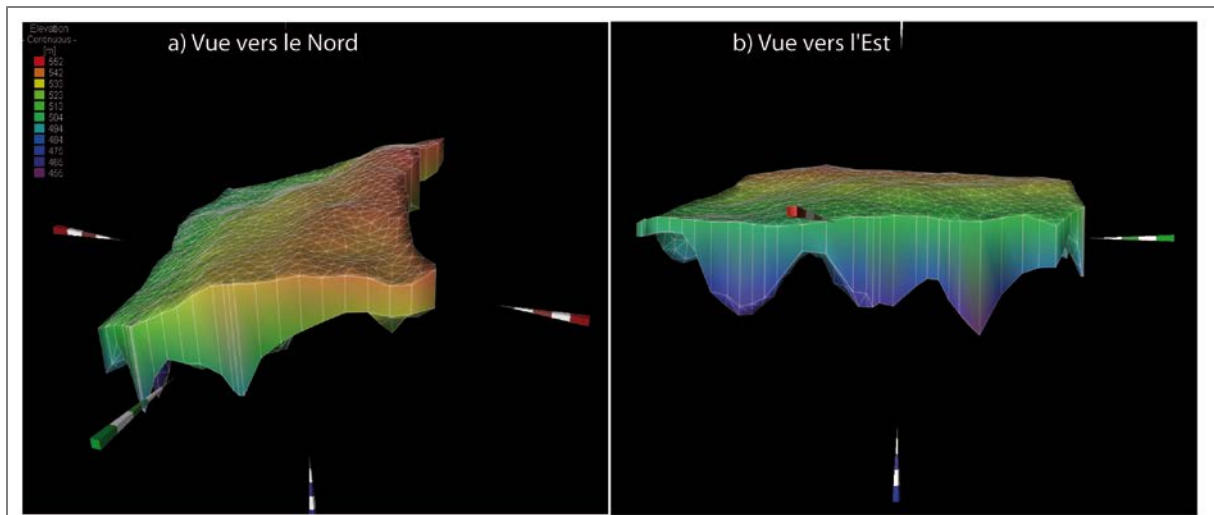 Elevation
- Continuous -
[m]
552
542
533
523
513
504
494
484
475
465
455
a) Vue vers le Nord
b) Vue vers l'Est